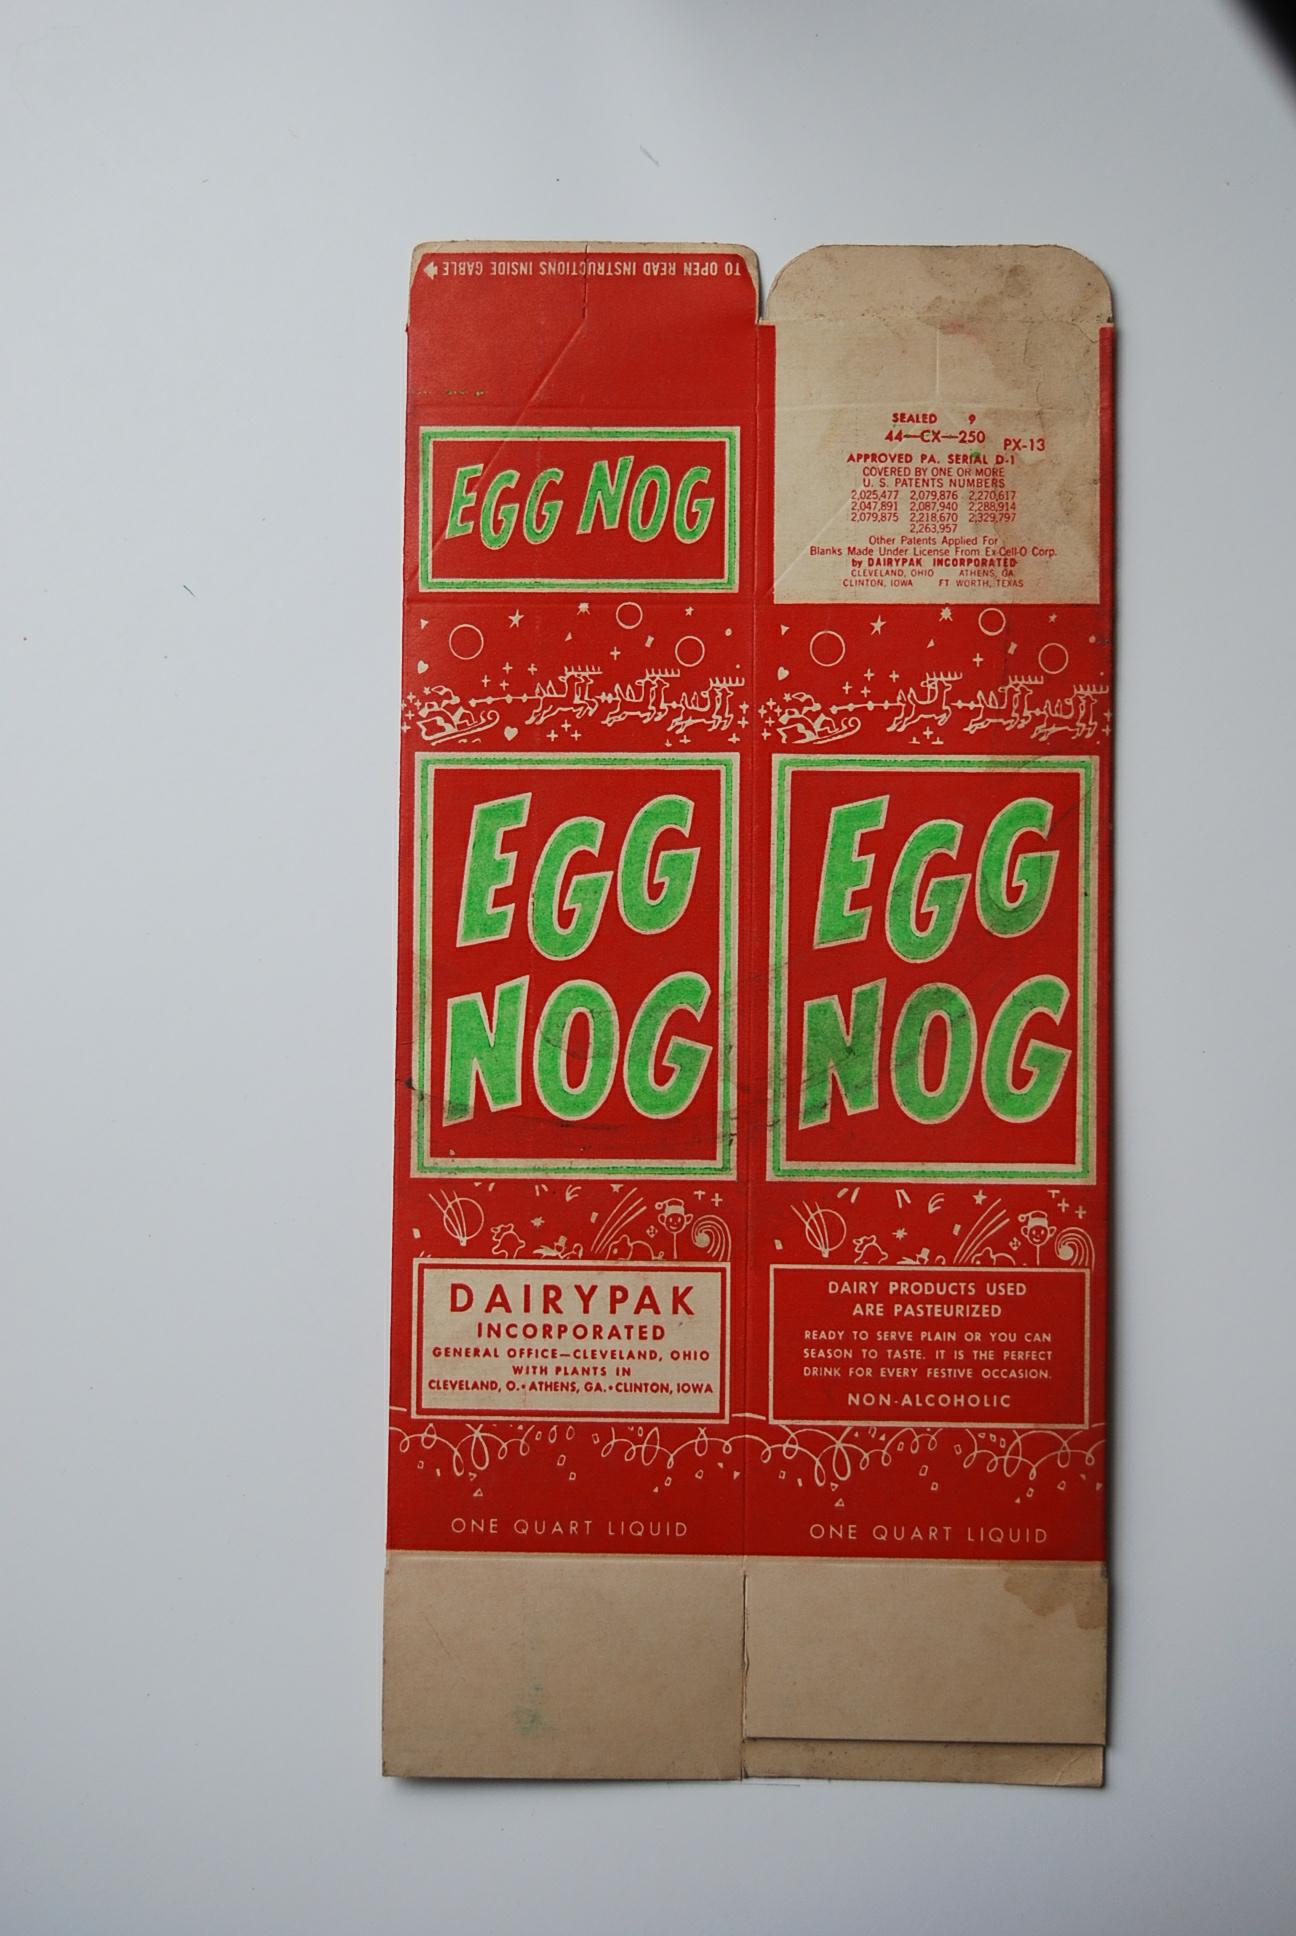 TO OPEN READ INSTRUCTIONS INSIDE GABLE
EGG NOG
EGG
NOG
DAIRYPAK
INCORPORATED
GENERAL OFFICE—CLEVELAND, OHIO
WITH PLANTS IN
CLEVELAND, O. • ATHENS, GA. • CLINTON, IOWA
ONE QUART LIQUID
SEALED 9
44—CX—250 PX-13
APPROVED PA. SERIAL D-1
COVERED BY ONE OR MORE
U. S. PATENTS NUMBERS
2,025,477 2,079,876 2,270,617
2,047,891 2,087,940 2,288,914
2,079,875 2,218,670 2,329,797
2,263,957
Other Patents Applied For
Blanks Made Under License From Ex-Cell-O Corp.
by DAIRYPAK INCORPORATED
CLEVELAND, OHIO ATHENS, GA.
CLINTON, IOWA FT WORTH, TEXAS
EGG
NOG
DAIRY PRODUCTS USED
ARE PASTEURIZED
READY TO SERVE PLAIN OR YOU CAN
SEASON TO TASTE. IT IS THE PERFECT
DRINK FOR EVERY FESTIVE OCCASION.
NON-ALCOHOLIC
ONE QUART LIQUID